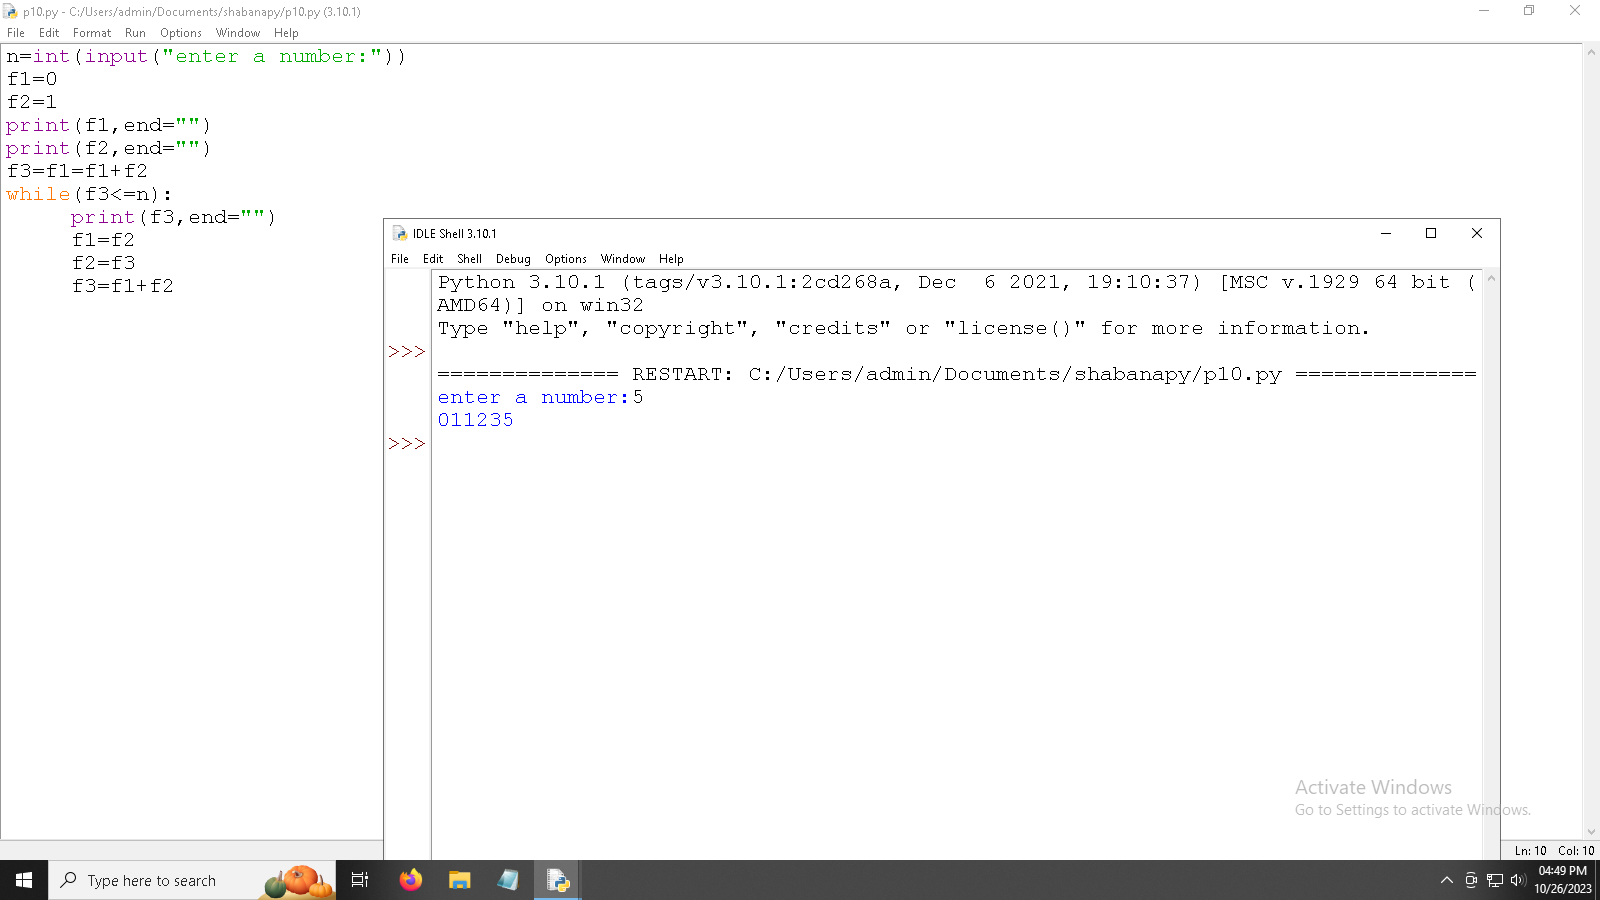 p10.py - C:/Users/admin/Documents/shabanapy/p10.py (3.10.1)
File Edit Format Run Options Window Help
n=int(input("enter a number:"))
f1=0
f2=1
print(f1,end="")
print(f2,end="")
f3=f1=f1+f2
while(f3<=n):
     print(f3,end="")
     f1=f2
     f2=f3
     f3=f1+f2
IDLE Shell 3.10.1
File Edit Shell Debug Options Window Help
Python 3.10.1 (tags/v3.10.1:2cd268a, Dec  6 2021, 19:10:37) [MSC v.1929 64 bit (
AMD64)] on win32
Type "help", "copyright", "credits" or "license()" for more information.
>>>
============== RESTART: C:/Users/admin/Documents/shabanapy/p10.py ==============
enter a number:5
011235
>>>
Activate Windows
Go to Settings to activate Windows.
Ln: 10 Col: 10
Type here to search
04:49 PM
10/26/2023